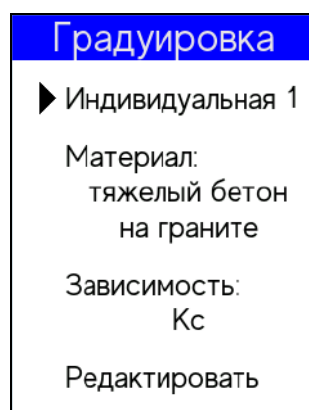 Градуировка
Индивидуальная 1
Материал:
тяжелый бетон
на граните
Зависимость:
Кс
Редактировать